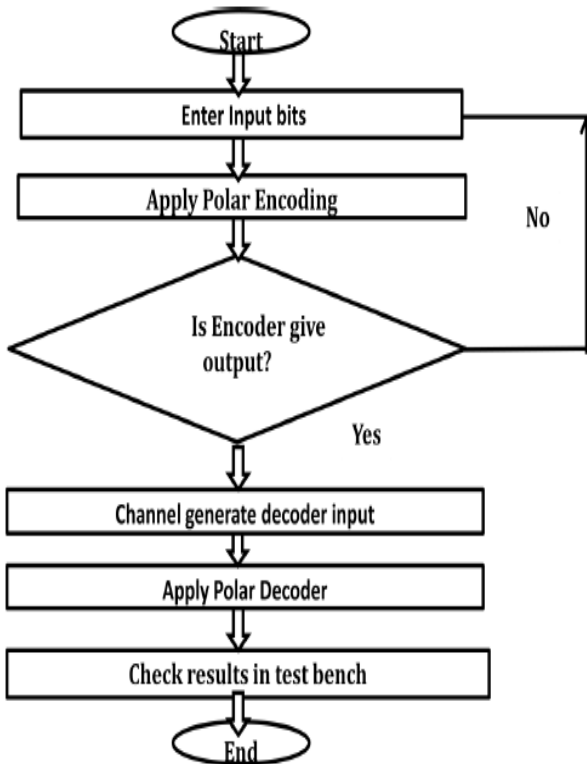 Start
Enter Input bits
Apply Polar Encoding
No
Is Encoder give
output?
Yes
Channel generate decoder input
Apply Polar Decoder
Check results in test bench
End